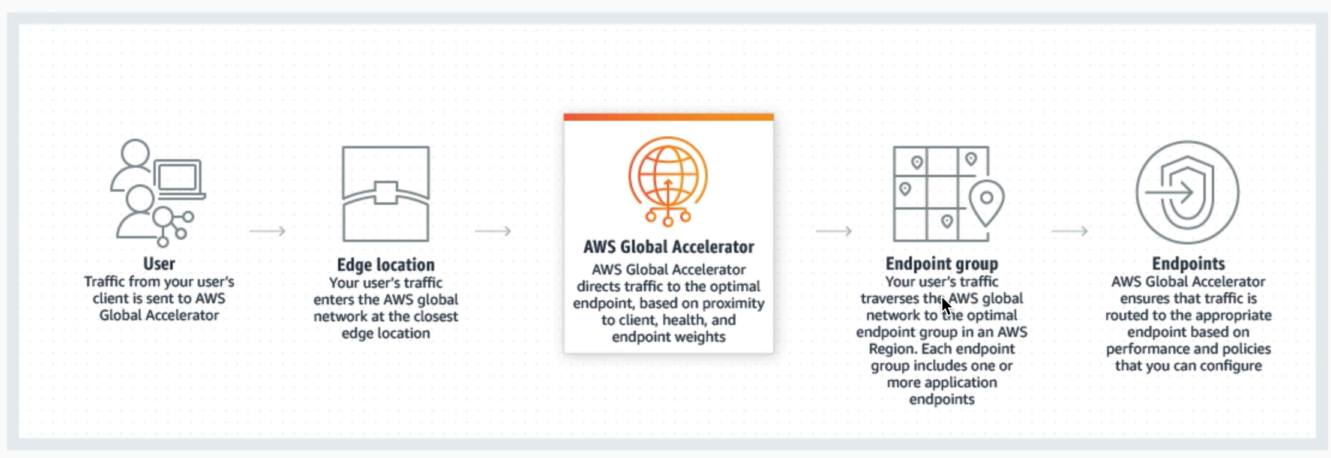 User
Traffic from your user's
client is sent to AWS
Global Accelerator
Edge location
Your user's traffic
enters the AWS global
network at the closest
edge location
AWS Global Accelerator
AWS Global Accelerator
directs traffic to the optimal
endpoint, based on proximity
to client, health, and
endpoint weights
Endpoint group
Your user's traffic
traverses the AWS global
network to the optimal
endpoint group in an AWS
Region. Each endpoint
group includes one or
more application
endpoints
Endpoints
AWS Global Accelerator
ensures that traffic is
routed to the appropriate
endpoint based on
performance and policies
that you can configure